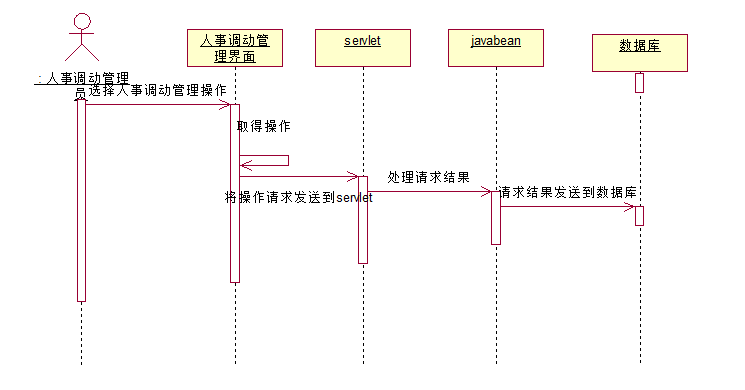 人事调动管
理界面
servlet
javabean
数据库
: 人事调动管理
员
选择人事调动管理操作
取得操作
处理请求结果
将操作请求发送到servlet
请求结果发送到数据库